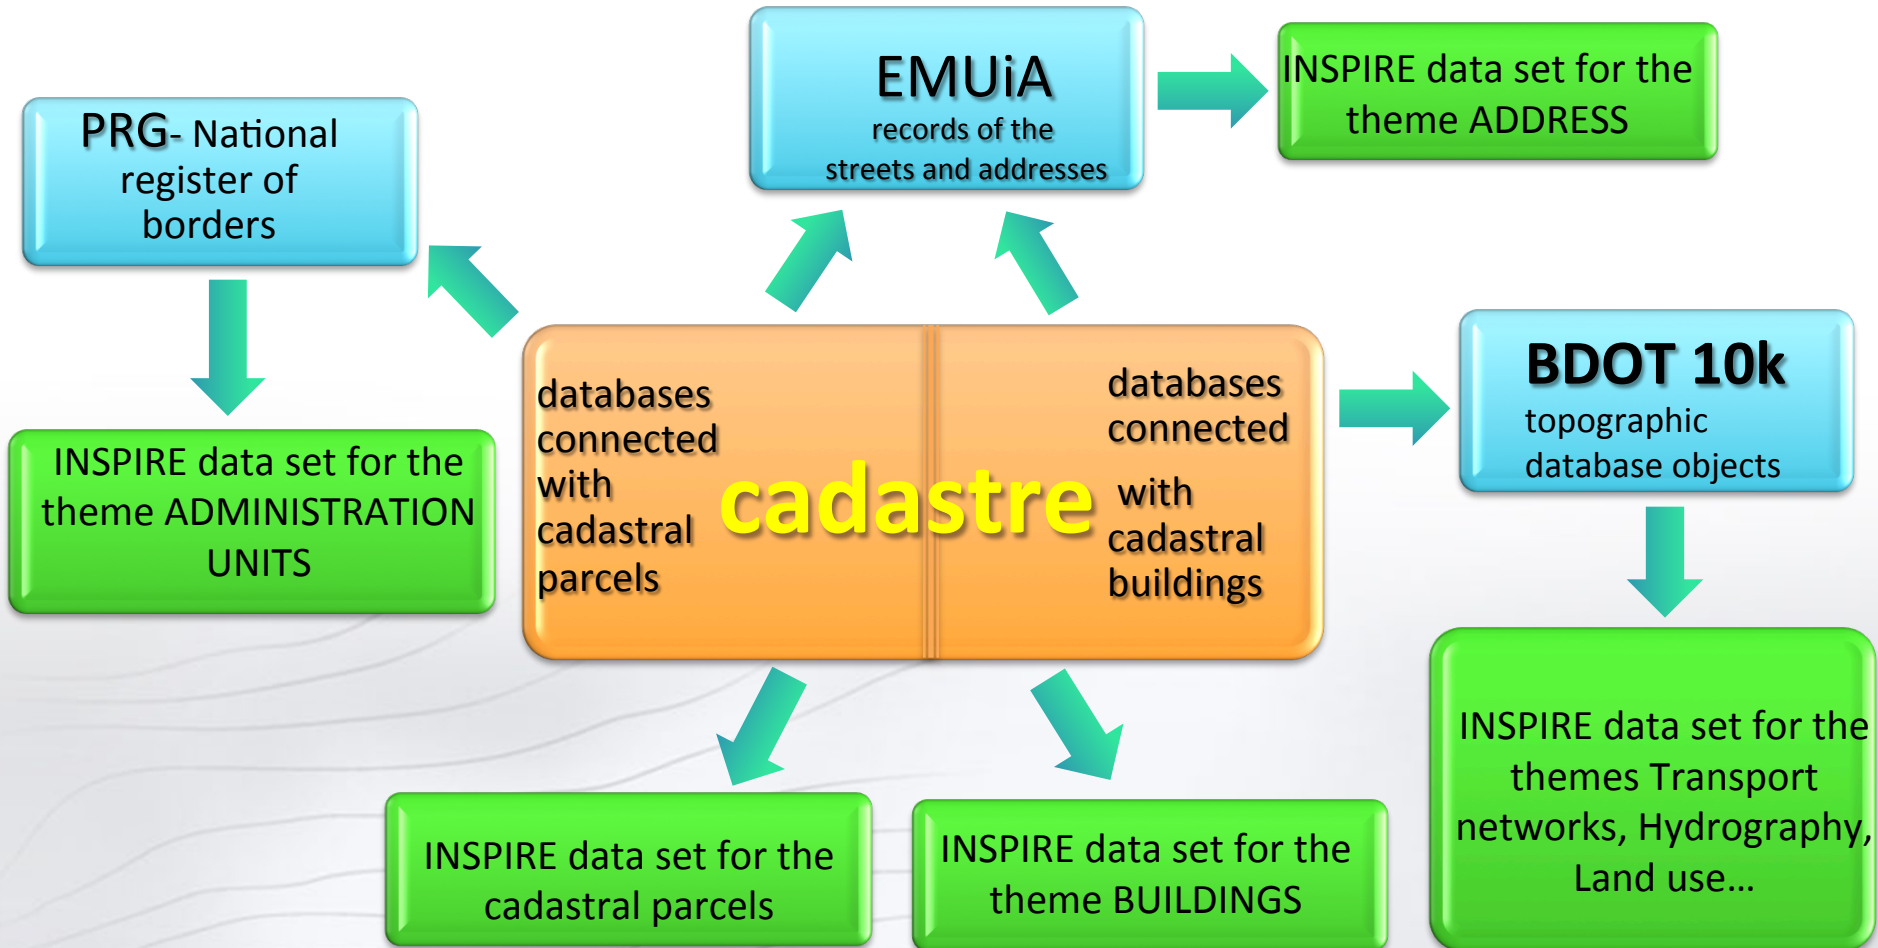 EMUiA
records of the
streets and addresses
INSPIRE data set for the
theme ADDRESS
PRG- National
register of
borders
databases
connected
with
cadastral
parcels
cadastre
databases
connected
with
cadastral
buildings
BDOT 10k
topographic
database objects
INSPIRE data set for the
theme ADMINISTRATION
UNITS
INSPIRE data set for the
cadastral parcels
INSPIRE data set for the
theme BUILDINGS
INSPIRE data set for the
themes Transport
networks, Hydrography,
Land use...